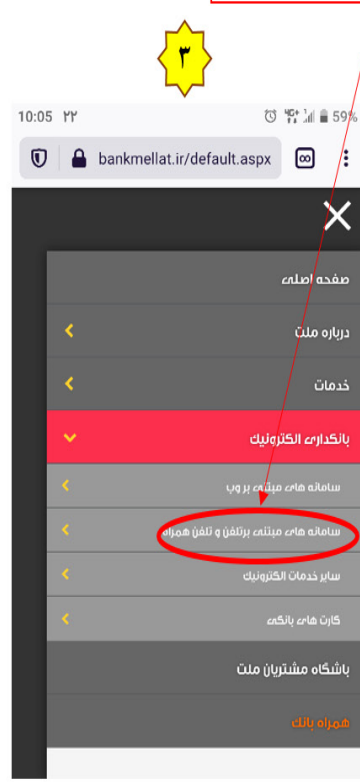 ۳
10:05 ۲۲ 4G+ 59%
bankmellat.ir/default.aspx
صفحه اصلی
درباره ملت
خدمات
بانکداری الکترونیک
سامانه های مبتنی بر وب
سامانه های مبتنی برتلفن و تلفن همراه
سایر خدمات الکترونیک
کارت های بانکی
باشگاه مشتریان ملت
همراه بانک